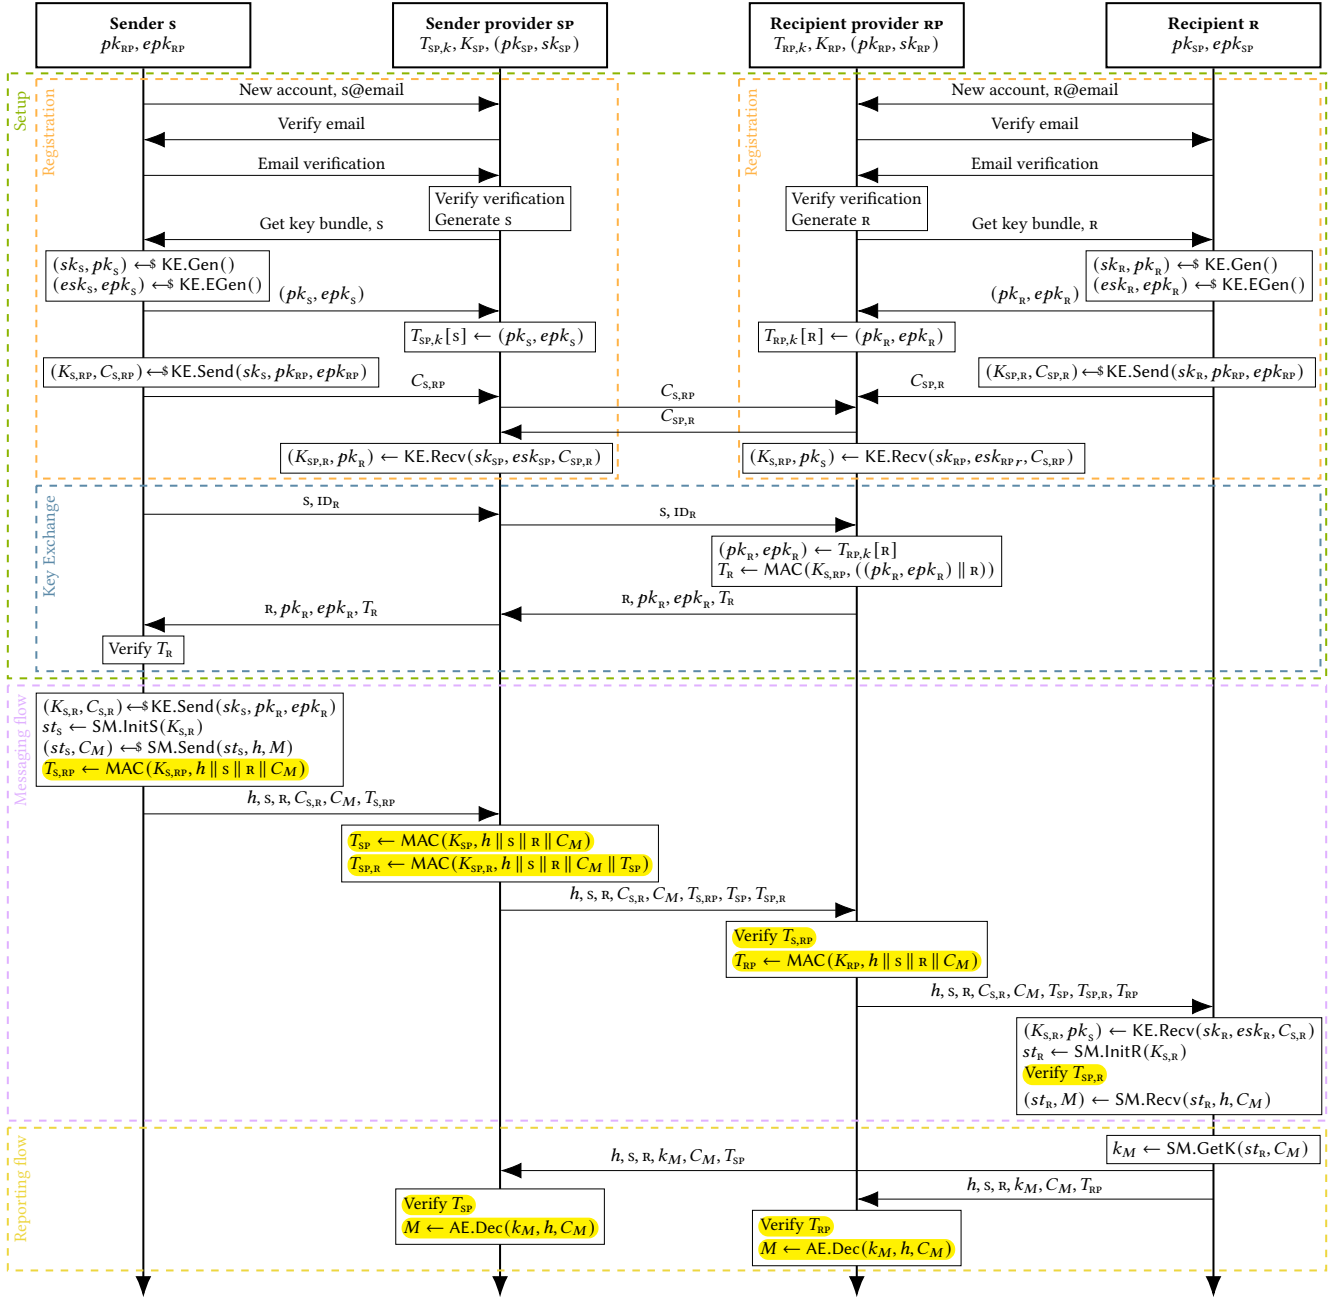 Sender s
pk_RP, epk_RP
Sender provider SP
T_SP,k, K_SP, (pk_SP, sk_SP)
Recipient provider RP
T_RP,k, K_RP, (pk_RP, sk_RP)
Recipient R
pk_SP, epk_SP
Setup
Registration
Registration
New account, s@email
New account, R@email
Verify email
Verify email
Email verification
Email verification
Verify verification
Generate s
Verify verification
Generate R
Get key bundle, s
Get key bundle, R
(sk_S, pk_S) ←$ KE.Gen()
(esk_S, epk_S) ←$ KE.EGen()
(sk_R, pk_R) ←$ KE.Gen()
(esk_R, epk_R) ←$ KE.EGen()
(pk_S, epk_S)
(pk_R, epk_R)
T_SP,k[s] ← (pk_S, epk_S)
T_RP,k[R] ← (pk_R, epk_R)
(K_S,RP, C_S,RP) ←$ KE.Send(sk_S, pk_RP, epk_RP)
(K_SP,R, C_SP,R) ←$ KE.Send(sk_R, pk_RP, epk_RP)
C_S,RP
C_SP,R
C_S,RP
C_SP,R
(K_SP,R, pk_R) ← KE.Recv(sk_SP, esk_SP, C_SP,R)
(K_S,RP, pk_S) ← KE.Recv(sk_RP, esk_RPr, C_S,RP)
Key Exchange
s, ID_R
s, ID_R
(pk_R, epk_R) ← T_RP,k[R]
T_R ← MAC(K_S,RP, ((pk_R, epk_R) ∥ R))
R, pk_R, epk_R, T_R
R, pk_R, epk_R, T_R
Verify T_R
Messaging flow
(K_S,R, C_S,R) ←$ KE.Send(sk_S, pk_R, epk_R)
st_S ← SM.InitS(K_S,R)
(st_S, C_M) ←$ SM.Send(st_S, h, M)
T_S,RP ← MAC(K_S,RP, h ∥ s ∥ R ∥ C_M)
h, s, R, C_S,R, C_M, T_S,RP
T_SP ← MAC(K_SP, h ∥ s ∥ R ∥ C_M)
T_SP,R ← MAC(K_SP,R, h ∥ s ∥ R ∥ C_M ∥ T_SP)
h, s, R, C_S,R, C_M, T_S,RP, T_SP, T_SP,R
Verify T_S,RP
T_RP ← MAC(K_RP, h ∥ s ∥ R ∥ C_M)
h, s, R, C_S,R, C_M, T_SP, T_SP,R, T_RP
(K_S,R, pk_S) ← KE.Recv(sk_R, esk_R, C_S,R)
st_R ← SM.InitR(K_S,R)
Verify T_SP,R
(st_R, M) ← SM.Recv(st_R, h, C_M)
Reporting flow
k_M ← SM.GetK(st_R, C_M)
h, s, R, k_M, C_M, T_SP
h, s, R, k_M, C_M, T_RP
Verify T_SP
M ← AE.Dec(k_M, h, C_M)
Verify T_RP
M ← AE.Dec(k_M, h, C_M)